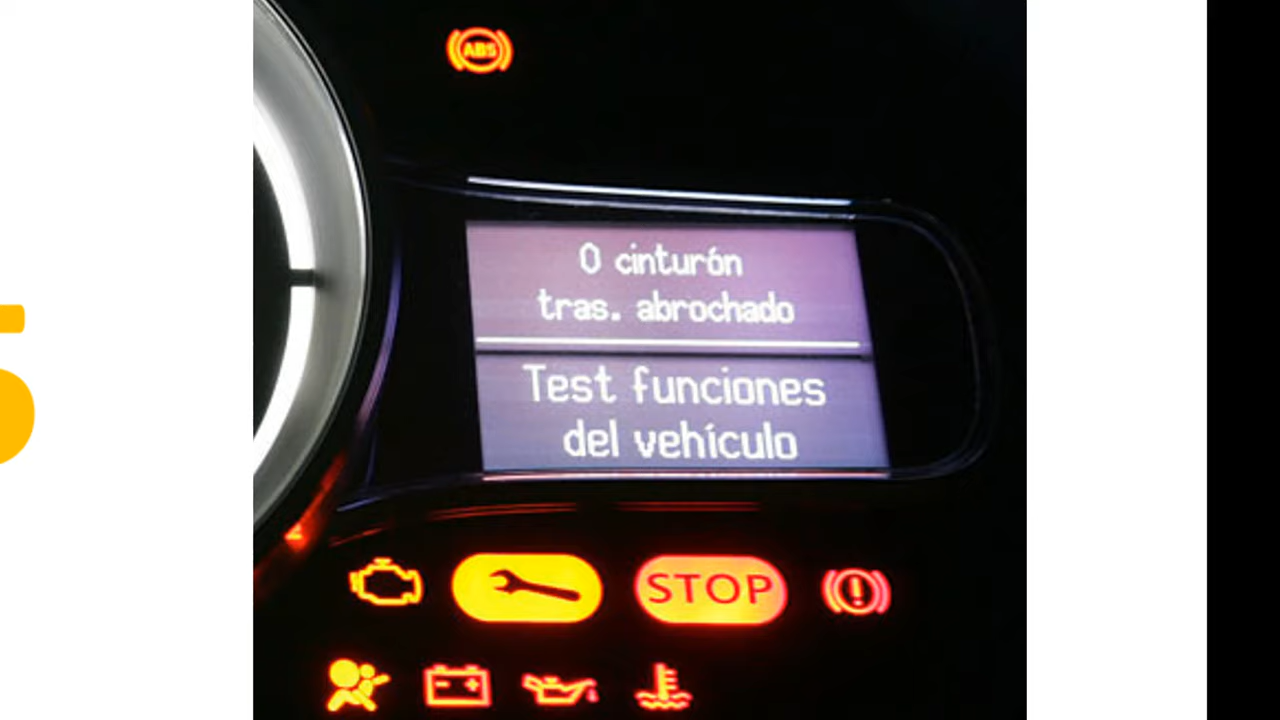 ABS
0 cinturón
tras. abrochado
Test funciones
del vehículo
STOP